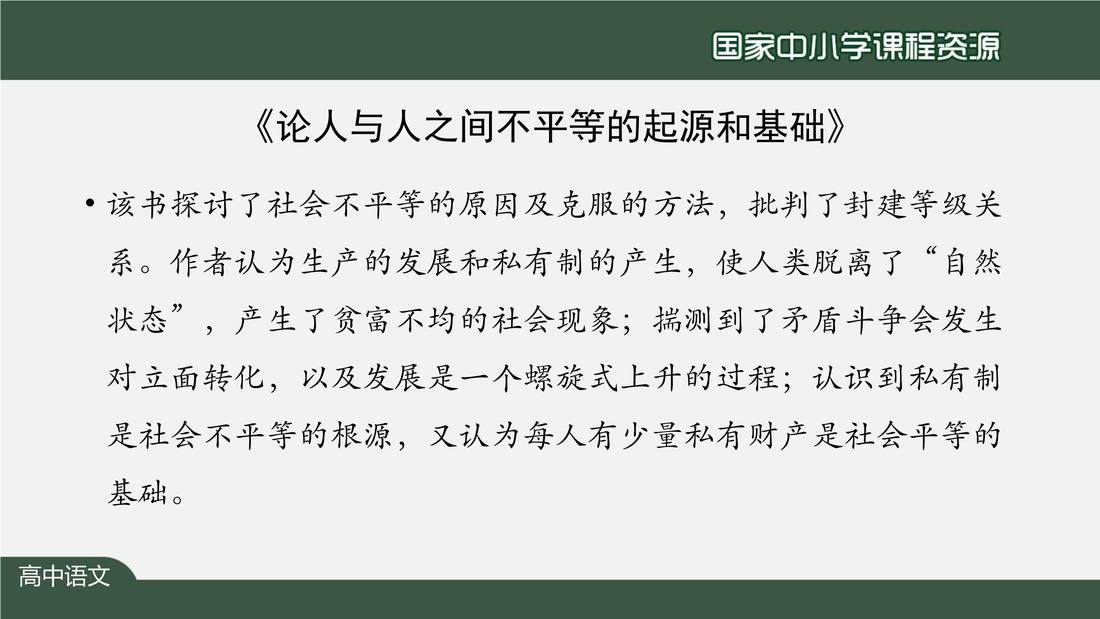 国家中小学课程资源
《论人与人之间不平等的起源和基础》
•该书探讨了社会不平等的原因及克服的方法，批判了封建等级关
系。作者认为生产的发展和私有制的产生，使人类脱离了“自然
状态”，产生了贫富不均的社会现象；揣测到了矛盾斗争会发生
对立面转化，以及发展是一个螺旋式上升的过程；认识到私有制
是社会不平等的根源，又认为每人有少量私有财产是社会平等的
基础。
高中语文